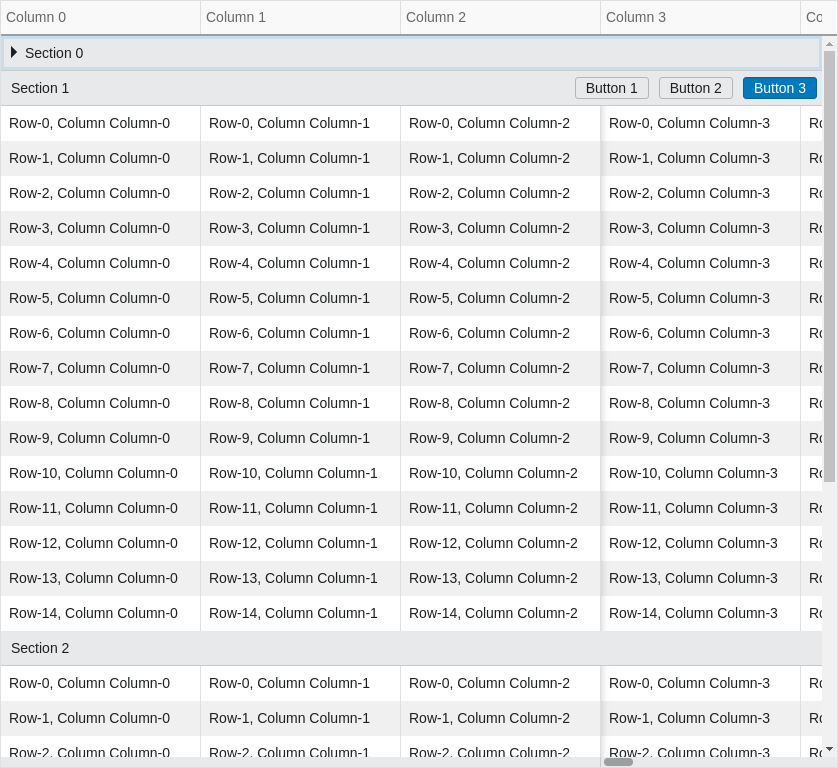 Column 0 Column 1 Column 2 Column 3 Co
Section 0
Section 1 Button 1 Button 2 Button 3
Row-0, Column Column-0 Row-0, Column Column-1 Row-0, Column Column-2 Row-0, Column Column-3
Row-1, Column Column-0 Row-1, Column Column-1 Row-1, Column Column-2 Row-1, Column Column-3
Row-2, Column Column-0 Row-2, Column Column-1 Row-2, Column Column-2 Row-2, Column Column-3
Row-3, Column Column-0 Row-3, Column Column-1 Row-3, Column Column-2 Row-3, Column Column-3
Row-4, Column Column-0 Row-4, Column Column-1 Row-4, Column Column-2 Row-4, Column Column-3
Row-5, Column Column-0 Row-5, Column Column-1 Row-5, Column Column-2 Row-5, Column Column-3
Row-6, Column Column-0 Row-6, Column Column-1 Row-6, Column Column-2 Row-6, Column Column-3
Row-7, Column Column-0 Row-7, Column Column-1 Row-7, Column Column-2 Row-7, Column Column-3
Row-8, Column Column-0 Row-8, Column Column-1 Row-8, Column Column-2 Row-8, Column Column-3
Row-9, Column Column-0 Row-9, Column Column-1 Row-9, Column Column-2 Row-9, Column Column-3
Row-10, Column Column-0 Row-10, Column Column-1 Row-10, Column Column-2 Row-10, Column Column-3
Row-11, Column Column-0 Row-11, Column Column-1 Row-11, Column Column-2 Row-11, Column Column-3
Row-12, Column Column-0 Row-12, Column Column-1 Row-12, Column Column-2 Row-12, Column Column-3
Row-13, Column Column-0 Row-13, Column Column-1 Row-13, Column Column-2 Row-13, Column Column-3
Row-14, Column Column-0 Row-14, Column Column-1 Row-14, Column Column-2 Row-14, Column Column-3
Section 2
Row-0, Column Column-0 Row-0, Column Column-1 Row-0, Column Column-2 Row-0, Column Column-3
Row-1, Column Column-0 Row-1, Column Column-1 Row-1, Column Column-2 Row-1, Column Column-3
Row-2, Column Column-0 Row-2, Column Column-1 Row-2, Column Column-2 Row-2, Column Column-3